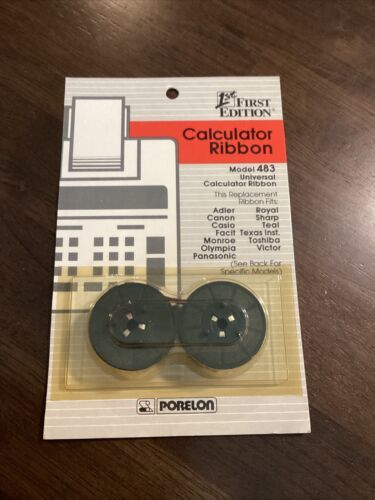 1st FIRST
EDITION®
Calculator
Ribbon
Model 483
Universal
Calculator Ribbon
This Replacement
Ribbon Fits:
Adler Royal
Canon Sharp
Casio Teal
Facit Texas Inst.
Monroe Toshiba
Olympia Victor
Panasonic
(See Back For
Specific Models)
PORELON